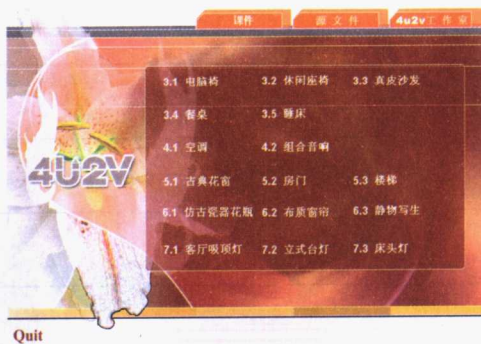 课件 源文件 4u2v工作室
3.1 电脑椅 3.2 休闲座椅 3.3 真皮沙发
3.4 餐桌 3.5 睡床
4.1 空调 4.2 组合音响
4U2V
5.1 古典花窗 5.2 房门 5.3 楼梯
6.1 仿古瓷器花瓶 6.2 布质窗帘 6.3 静物写生
7.1 客厅吸顶灯 7.2 立式台灯 7.3 床头灯
Quit